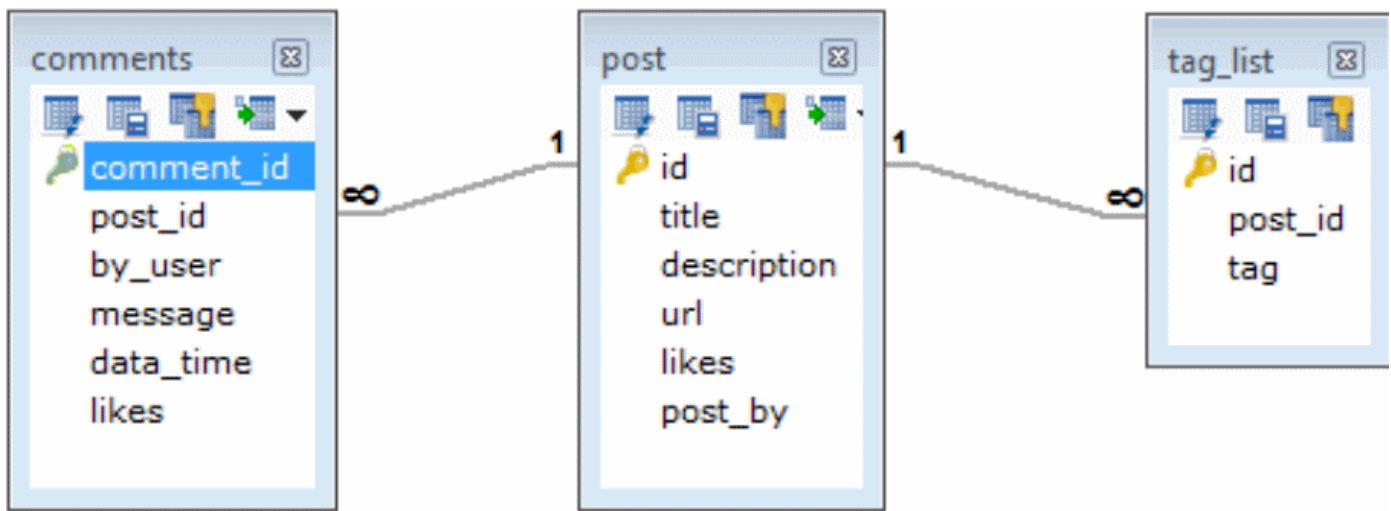 comments
comment_id
post_id
by_user
message
data_time
likes
1
∞
post
id
title
description
url
likes
post_by
1
∞
tag_list
id
post_id
tag